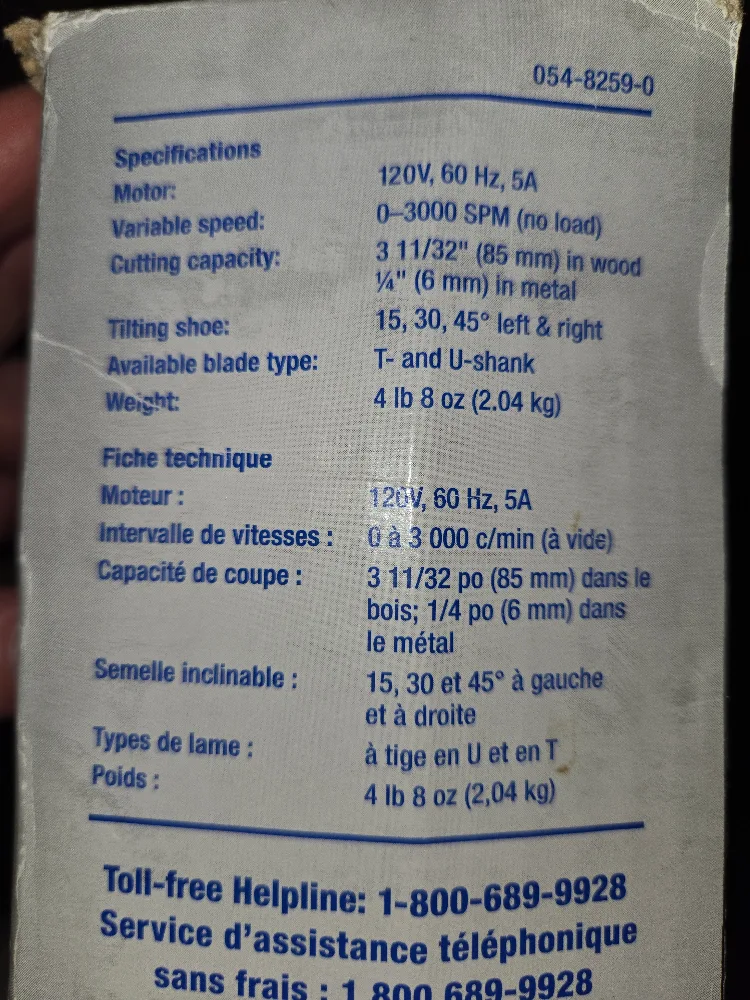 054-8259-0
Specifications
Motor: 120V, 60 Hz, 5A
Variable speed: 0–3000 SPM (no load)
Cutting capacity: 3 11/32" (85 mm) in wood
¼" (6 mm) in metal
Tilting shoe: 15, 30, 45° left & right
Available blade type: T- and U-shank
Weight: 4 lb 8 oz (2.04 kg)
Fiche technique
Moteur : 120V, 60 Hz, 5A
Intervalle de vitesses : 0 à 3 000 c/min (à vide)
Capacité de coupe : 3 11/32 po (85 mm) dans le
bois; 1/4 po (6 mm) dans
le métal
Semelle inclinable : 15, 30 et 45° à gauche
et à droite
Types de lame : à tige en U et en T
Poids : 4 lb 8 oz (2,04 kg)
Toll-free Helpline: 1-800-689-9928
Service d'assistance téléphonique
sans frais : 1 800 689-9928